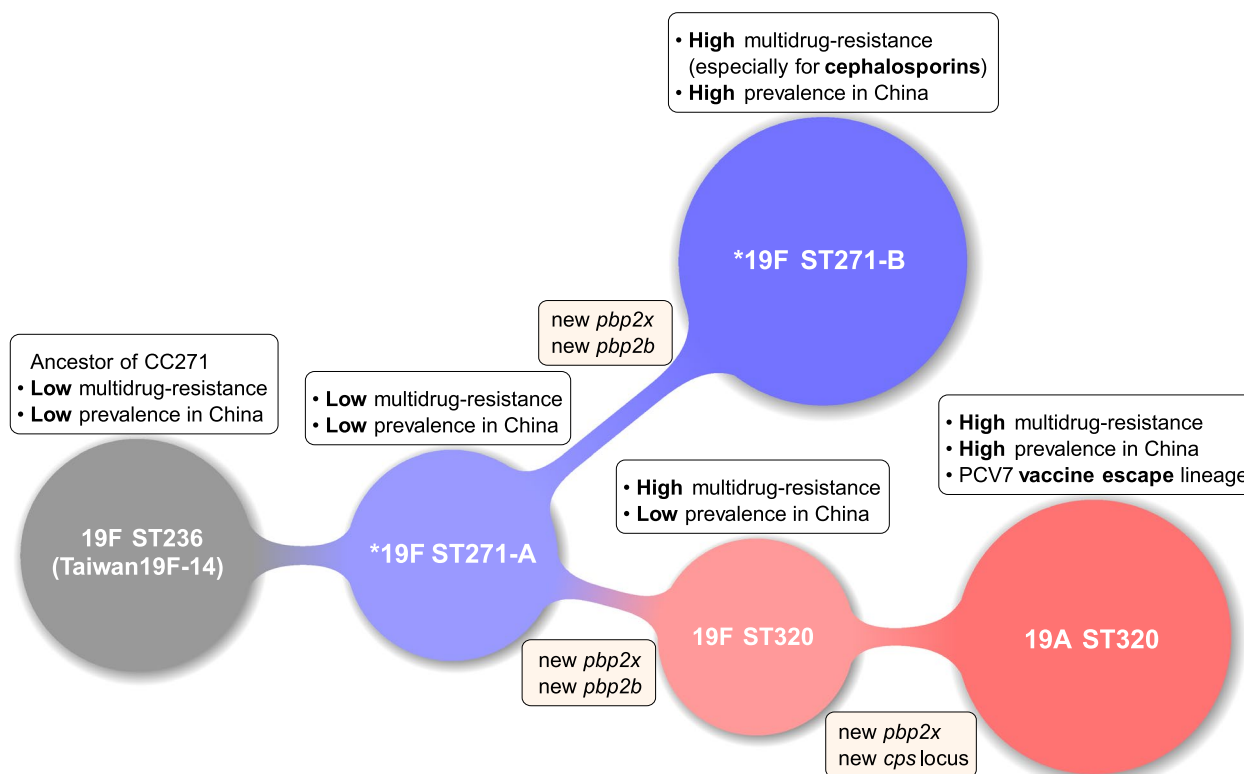 • High multidrug-resistance
(especially for cephalosporins)
• High prevalence in China
*19F ST271-B
new pbp2x
new pbp2b
Ancestor of CC271
• Low multidrug-resistance
• Low prevalence in China
• Low multidrug-resistance
• Low prevalence in China
• High multidrug-resistance
• High prevalence in China
• PCV7 vaccine escape lineage
• High multidrug-resistance
• Low prevalence in China
19F ST236
(Taiwan19F-14)
*19F ST271-A
19F ST320
19A ST320
new pbp2x
new pbp2b
new pbp2x
new cps locus